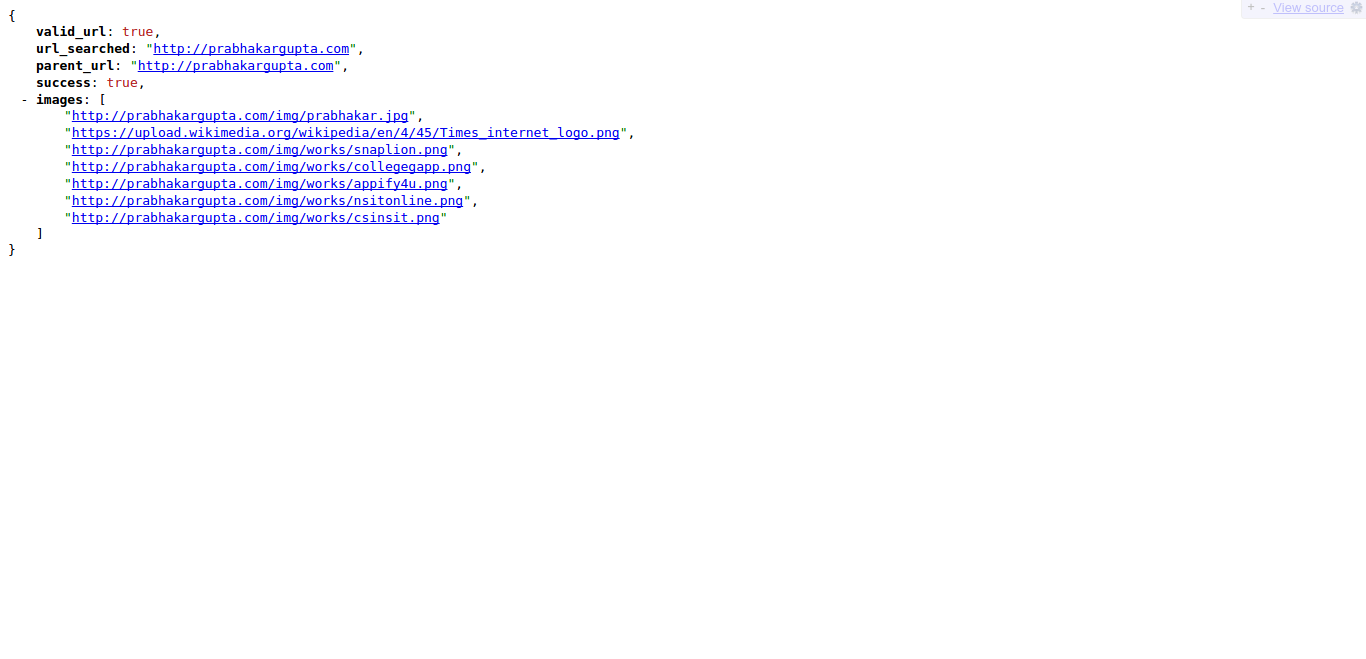 + - View source
{
valid_url: true,
url_searched: "http://prabhakargupta.com",
parent_url: "http://prabhakargupta.com",
success: true,
- images: [
"http://prabhakargupta.com/img/prabhakar.jpg",
"https://upload.wikimedia.org/wikipedia/en/4/45/Times_internet_logo.png",
"http://prabhakargupta.com/img/works/snaplion.png",
"http://prabhakargupta.com/img/works/collegegapp.png",
"http://prabhakargupta.com/img/works/appify4u.png",
"http://prabhakargupta.com/img/works/nsitonline.png",
"http://prabhakargupta.com/img/works/csinsit.png"
]
}